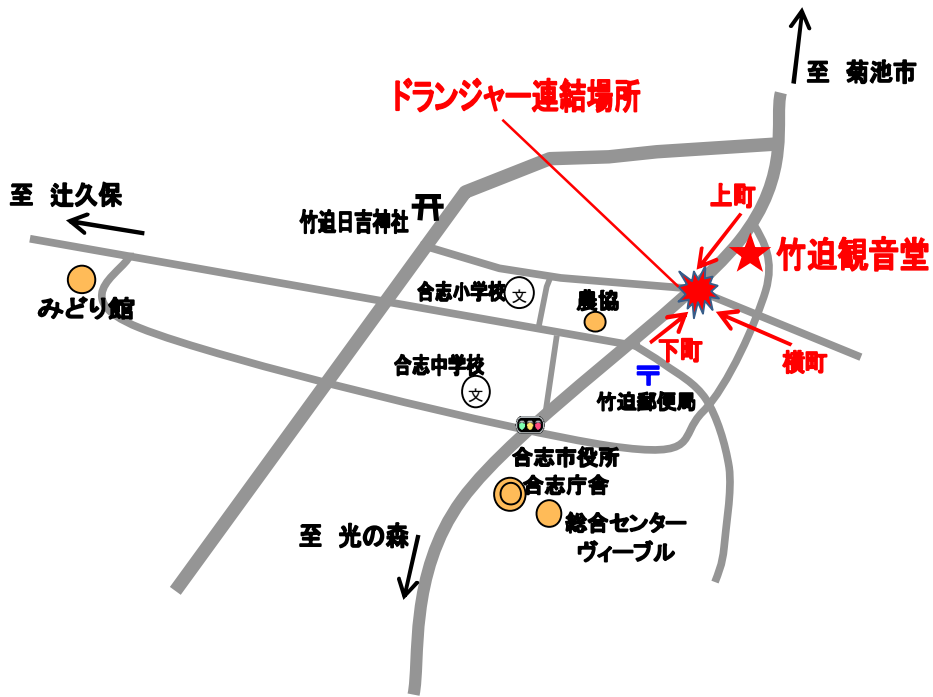 至 菊池市
ドランジャー連結場所
至 辻久保
上町
竹迫日吉神社
竹迫観音堂
合志小学校
文
農協
みどり館
下町
横町
合志中学校
文
竹迫郵便局
合志市役所
合志庁舎
総合センター
ヴィーブル
至 光の森